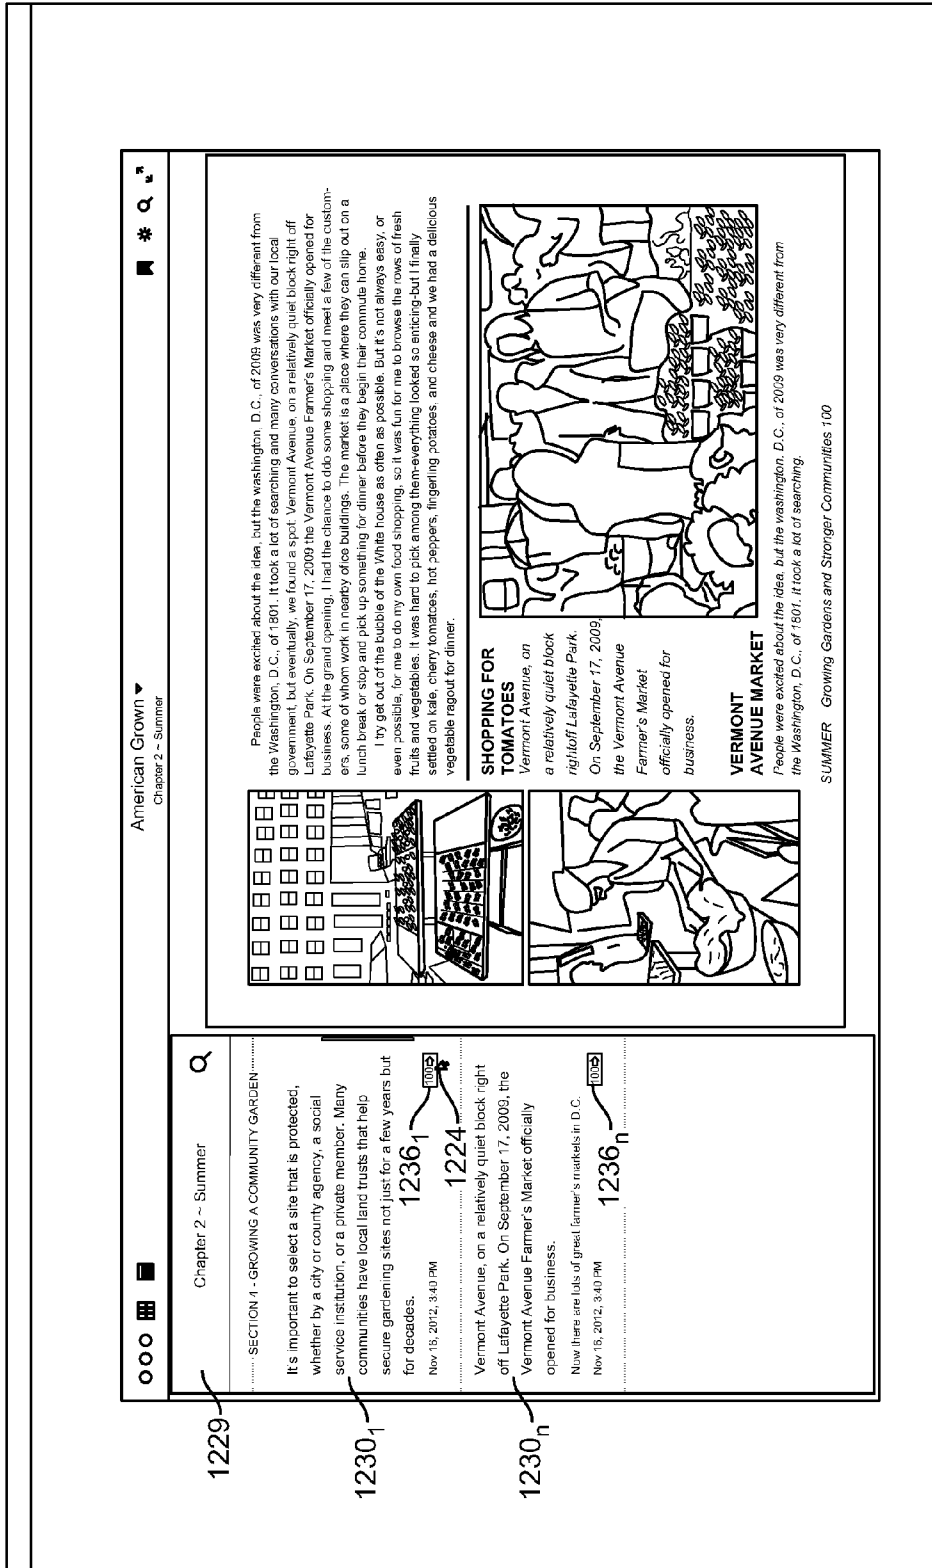 American Grown
Chapter 2 ~ Summer
1229
Chapter 2 ~ Summer
SECTION 4 - GROWING A COMMUNITY GARDEN
It's important to select a site that is protected,
whether by a city or county agency, a social
service institution, or a private member. Many
communities have local land trusts that help
secure gardening sites not just for a few years but
for decades.
Nov 16, 2012, 3:40 PM
100
1230₁
1236₁
1224
Vermont Avenue, on a relatively quiet block right
off Lafayette Park. On September 17, 2009, the
Vermont Avenue Farmer's Market officially
opened for business.
Now there are lots of great farmer's markets in D.C.
Nov 16, 2012, 3:40 PM
100
1230ₙ
1236ₙ
People were excited about the idea, but the washington, D.C., of 2009 was very different from
the Washington, D.C., of 1801. It took a lot of searching and many conversations with our local
government, but eventually, we found a spot: Vermont Avenue, on a relatively quiet block right off
Lafayette Park. On September 17, 2009 the Vermont Avenue Farmer's Market officially opened for
business. At the grand opening, I had the chance to ddo some shopping and meet a few of the custom-
ers, some of whom work in nearby ofice buildings. The market is a place where they can slip out on a
lunch break or stop and pick up something for dinner before they begin their commute home.
I try get out of the bubble of the White house as often as possible. But it's not always easy, or
even possible, for me to do my own food shopping, so it was fun for me to browse the rows of fresh
fruits and vegetables. It was hard to pick among them-everything looked so enticing-but I finally
settled on kale, cherry tomatoes, hot peppers, fingerling potatoes, and cheese and we had a delicious
vegetable ragout for dinner.
SHOPPING FOR
TOMATOES
Vermont Avenue, on
a relatively quiet block
rightoff Lafayette Park.
On September 17, 2009,
the Vermont Avenue
Farmer's Market
officially opened for
business.
VERMONT
AVENUE MARKET
People were excited about the idea, but the washington, D.C., of 2009 was very different from
the Washington, D.C., of 1801. It took a lot of searching.
SUMMER Growing Gardens and Stronger Communities 100